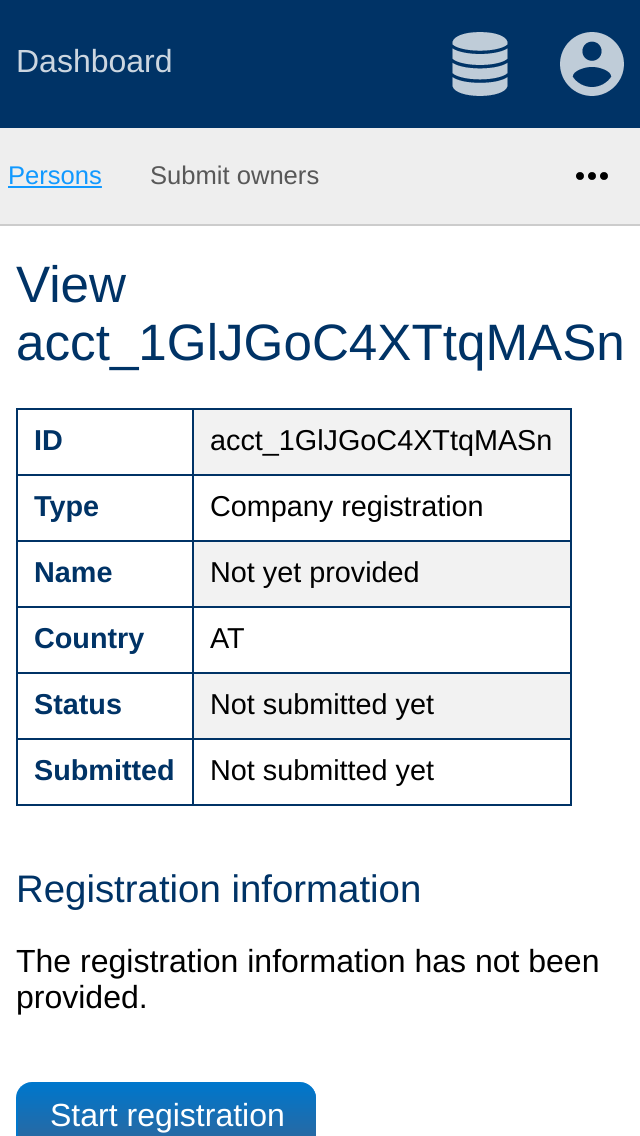 Dashboard
Persons Submit owners
View
acct_1GlJGoC4XTtqMASn
ID acct_1GlJGoC4XTtqMASn
Type Company registration
Name Not yet provided
Country AT
Status Not submitted yet
Submitted Not submitted yet
Registration information
The registration information has not been
provided.
Start registration